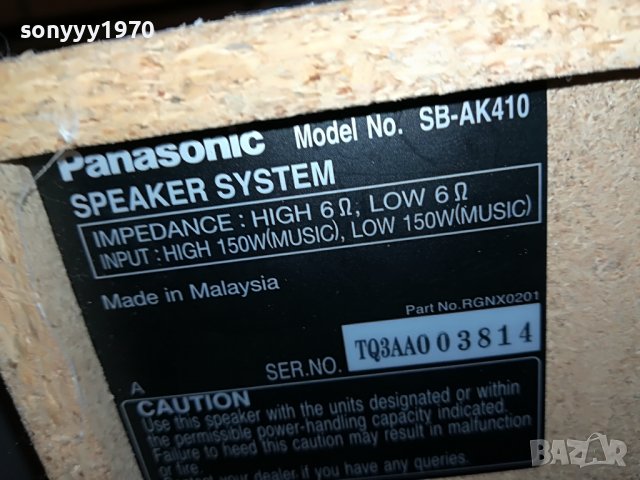 sonyyy1970
Panasonic Model No. SB-AK410
SPEAKER SYSTEM
IMPEDANCE : HIGH 6Ω, LOW 6Ω
INPUT : HIGH 150W(MUSIC), LOW 150W(MUSIC)
Made in Malaysia
Part No.RGNX0201
SER.NO. TQ3AA003814
A
CAUTION
Use this speaker with the units designated or within
the permissible power-handling capacity indicated.
Failure to heed this caution may result in malfunction
or fire.
Contact your dealer if you have any queries.
BAZAR